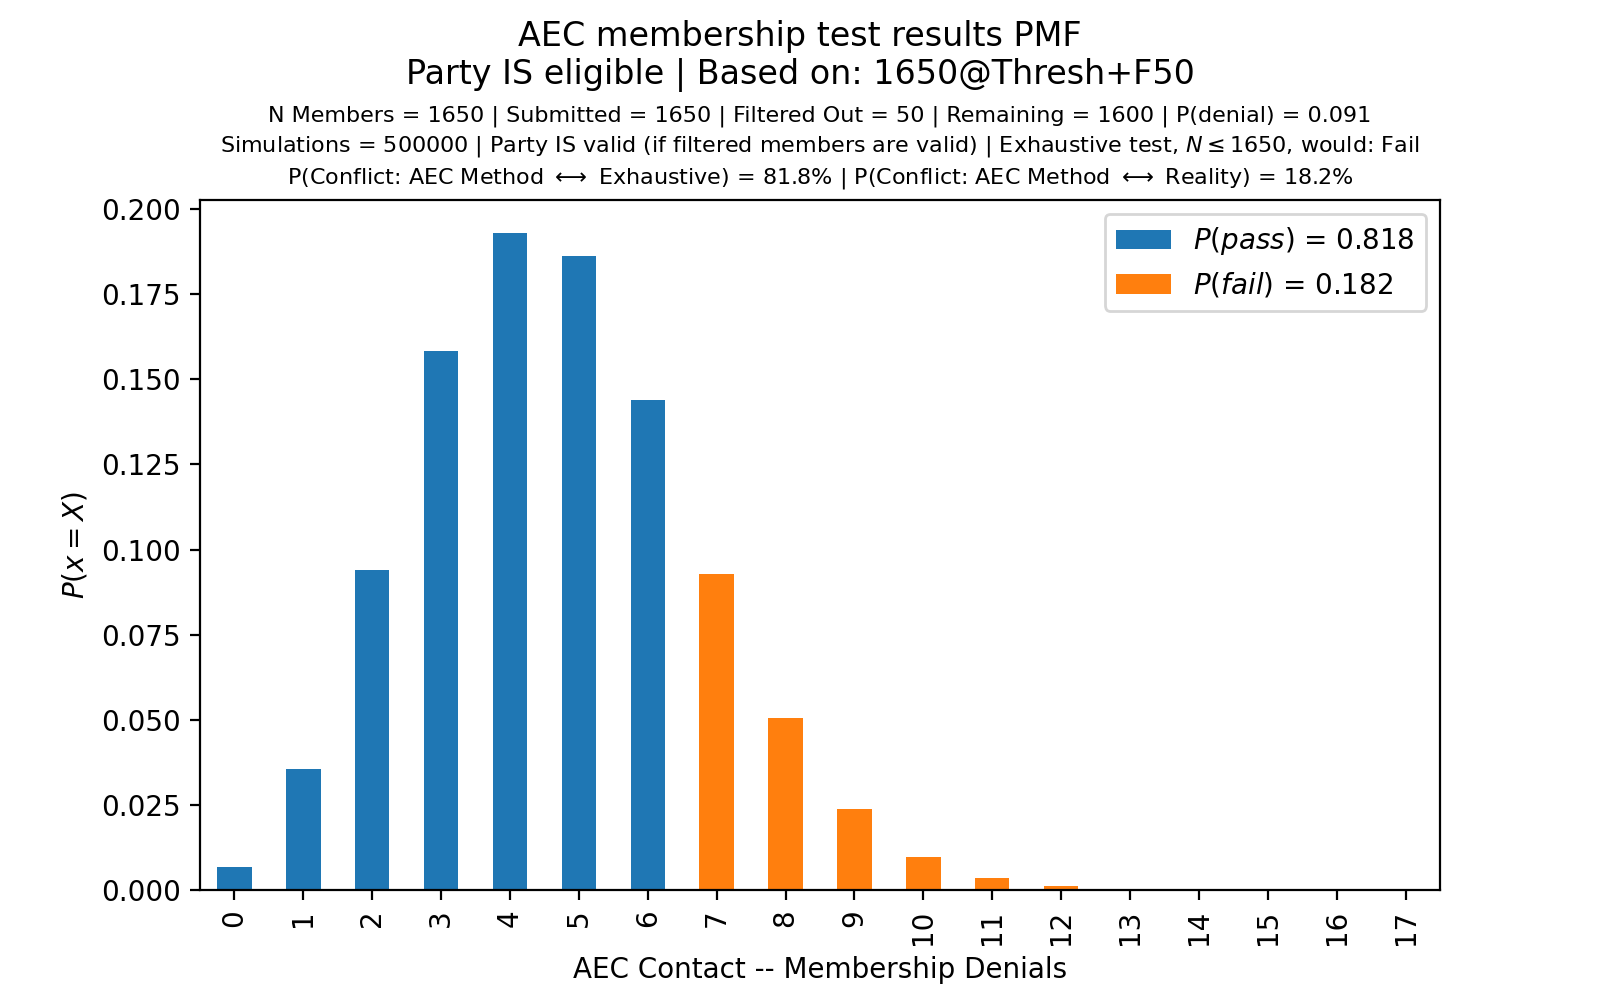 AEC membership test results PMF
Party IS eligible | Based on: 1650@Thresh+F50
N Members = 1650 | Submitted = 1650 | Filtered Out = 50 | Remaining = 1600 | P(denial) = 0.091
Simulations = 500000 | Party IS valid (if filtered members are valid) | Exhaustive test, N ≤ 1650, would: Fail
P(Conflict: AEC Method ⟷ Exhaustive) = 81.8% | P(Conflict: AEC Method ⟷ Reality) = 18.2%
P(pass) = 0.818
P(fail) = 0.182
0.200
0.175
0.150
0.125
0.100
0.075
0.050
0.025
0.000
P(x = X)
0 1 2 3 4 5 6 7 8 9 10 11 12 13 14 15 16 17
AEC Contact -- Membership Denials